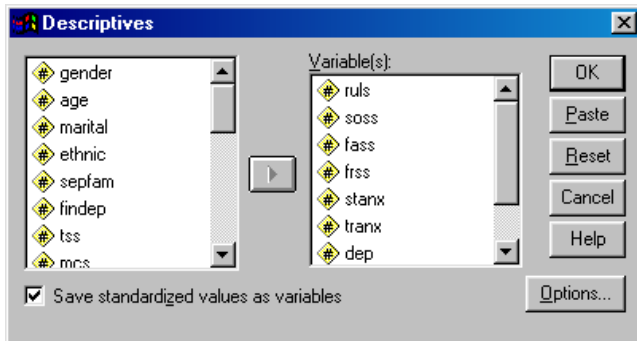 Descriptives
gender
age
marital
ethnic
sepfam
findep
tss
mcs
Variable(s):
ruls
soss
fass
frss
stanx
tranx
dep
OK
Paste
Reset
Cancel
Help
Save standardized values as variables
Options...